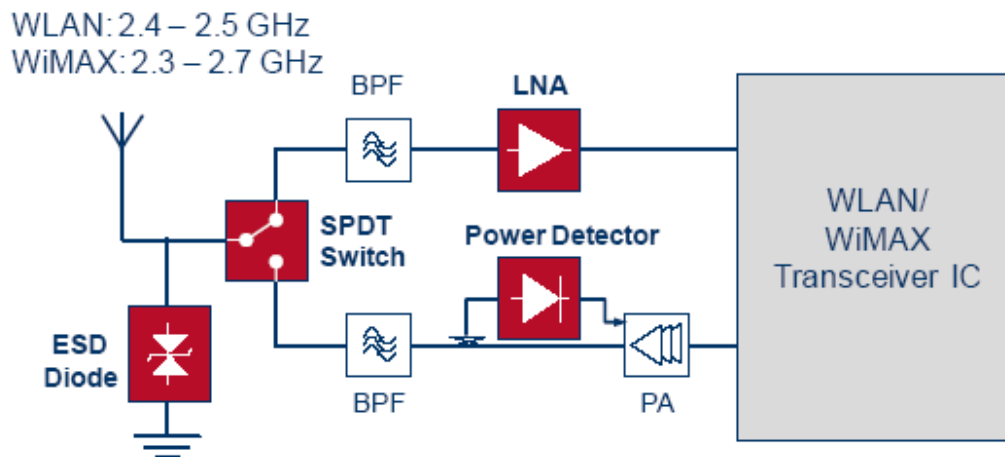 WLAN: 2.4 – 2.5 GHz
WiMAX: 2.3 – 2.7 GHz
BPF
LNA
SPDT
Switch
Power Detector
WLAN/
WiMAX
Transceiver IC
ESD
Diode
BPF
PA